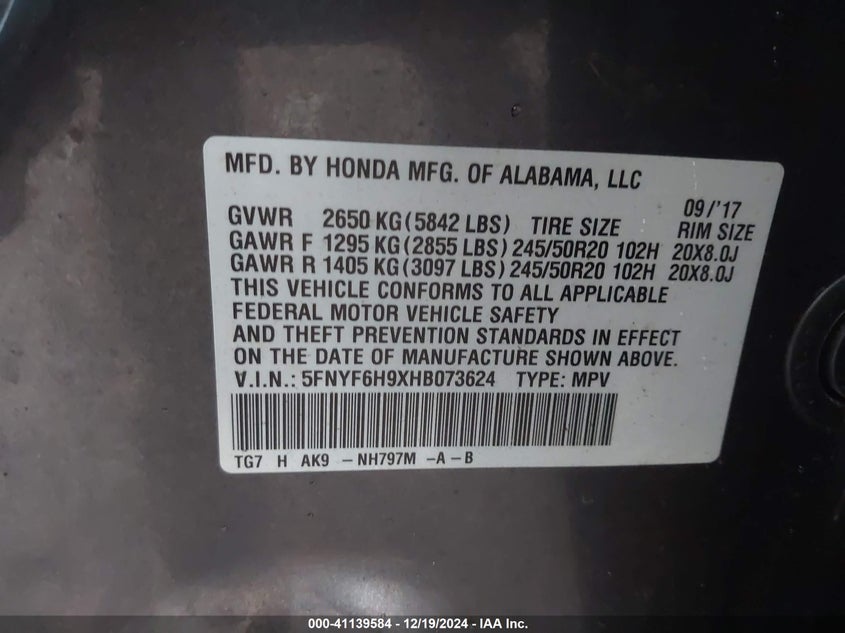 MFD. BY HONDA MFG. OF ALABAMA, LLC
09/'17
GVWR 2650 KG (5842 LBS) TIRE SIZE RIM SIZE
GAWR F 1295 KG (2855 LBS) 245/50R20 102H 20X8.0J
GAWR R 1405 KG (3097 LBS) 245/50R20 102H 20X8.0J
THIS VEHICLE CONFORMS TO ALL APPLICABLE
FEDERAL MOTOR VEHICLE SAFETY
AND THEFT PREVENTION STANDARDS IN EFFECT
ON THE DATE OF MANUFACTURE SHOWN ABOVE.
V.I.N.: 5FNYF6H9XHB073624 TYPE: MPV
TG7 H AK9 -NH797M -A-B
000-41139584 - 12/19/2024 - IAA Inc.